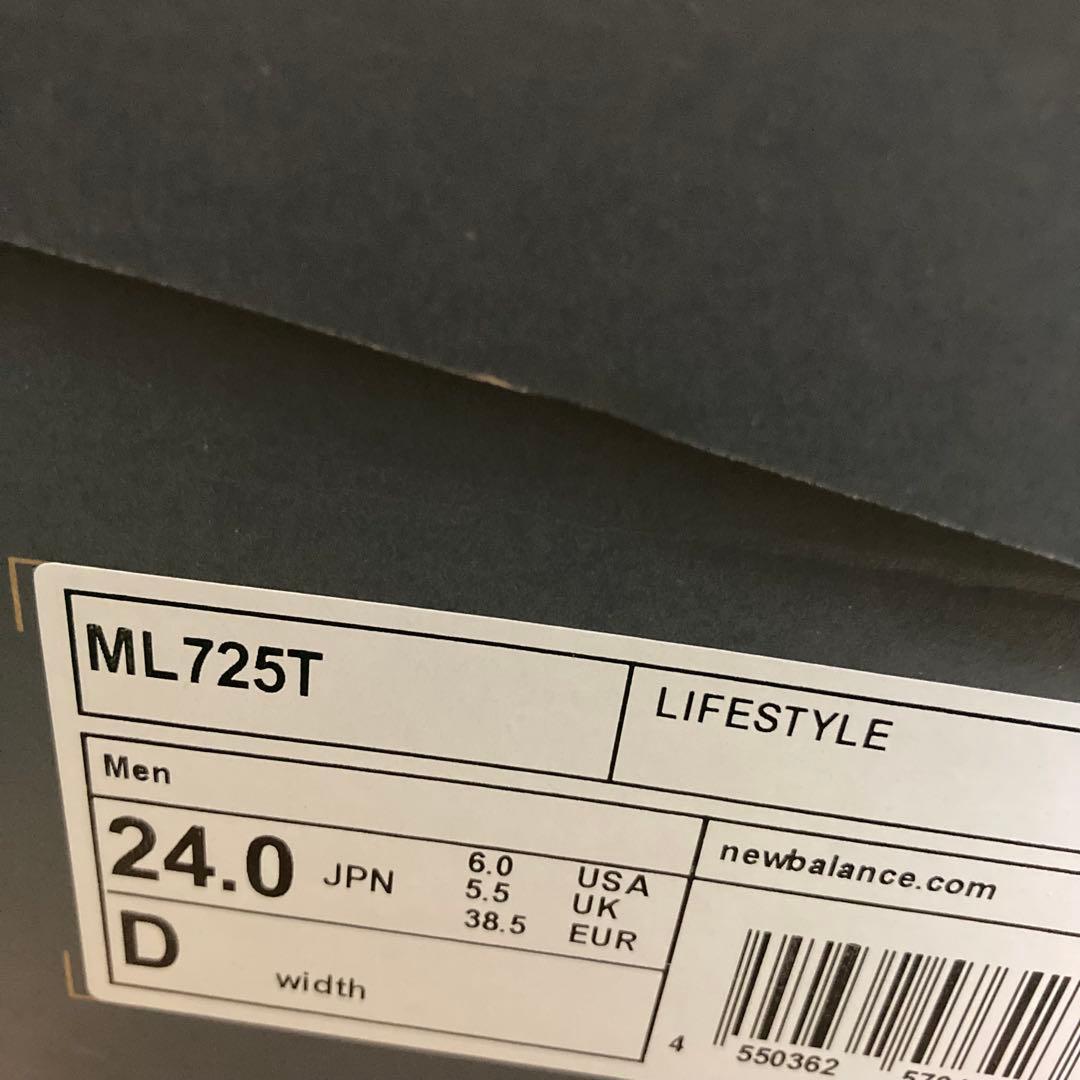 ML725T
LIFESTYLE
Men
24.0 JPN
6.0 USA
5.5 UK
38.5 EUR
D width
newbalance.com
4 550362